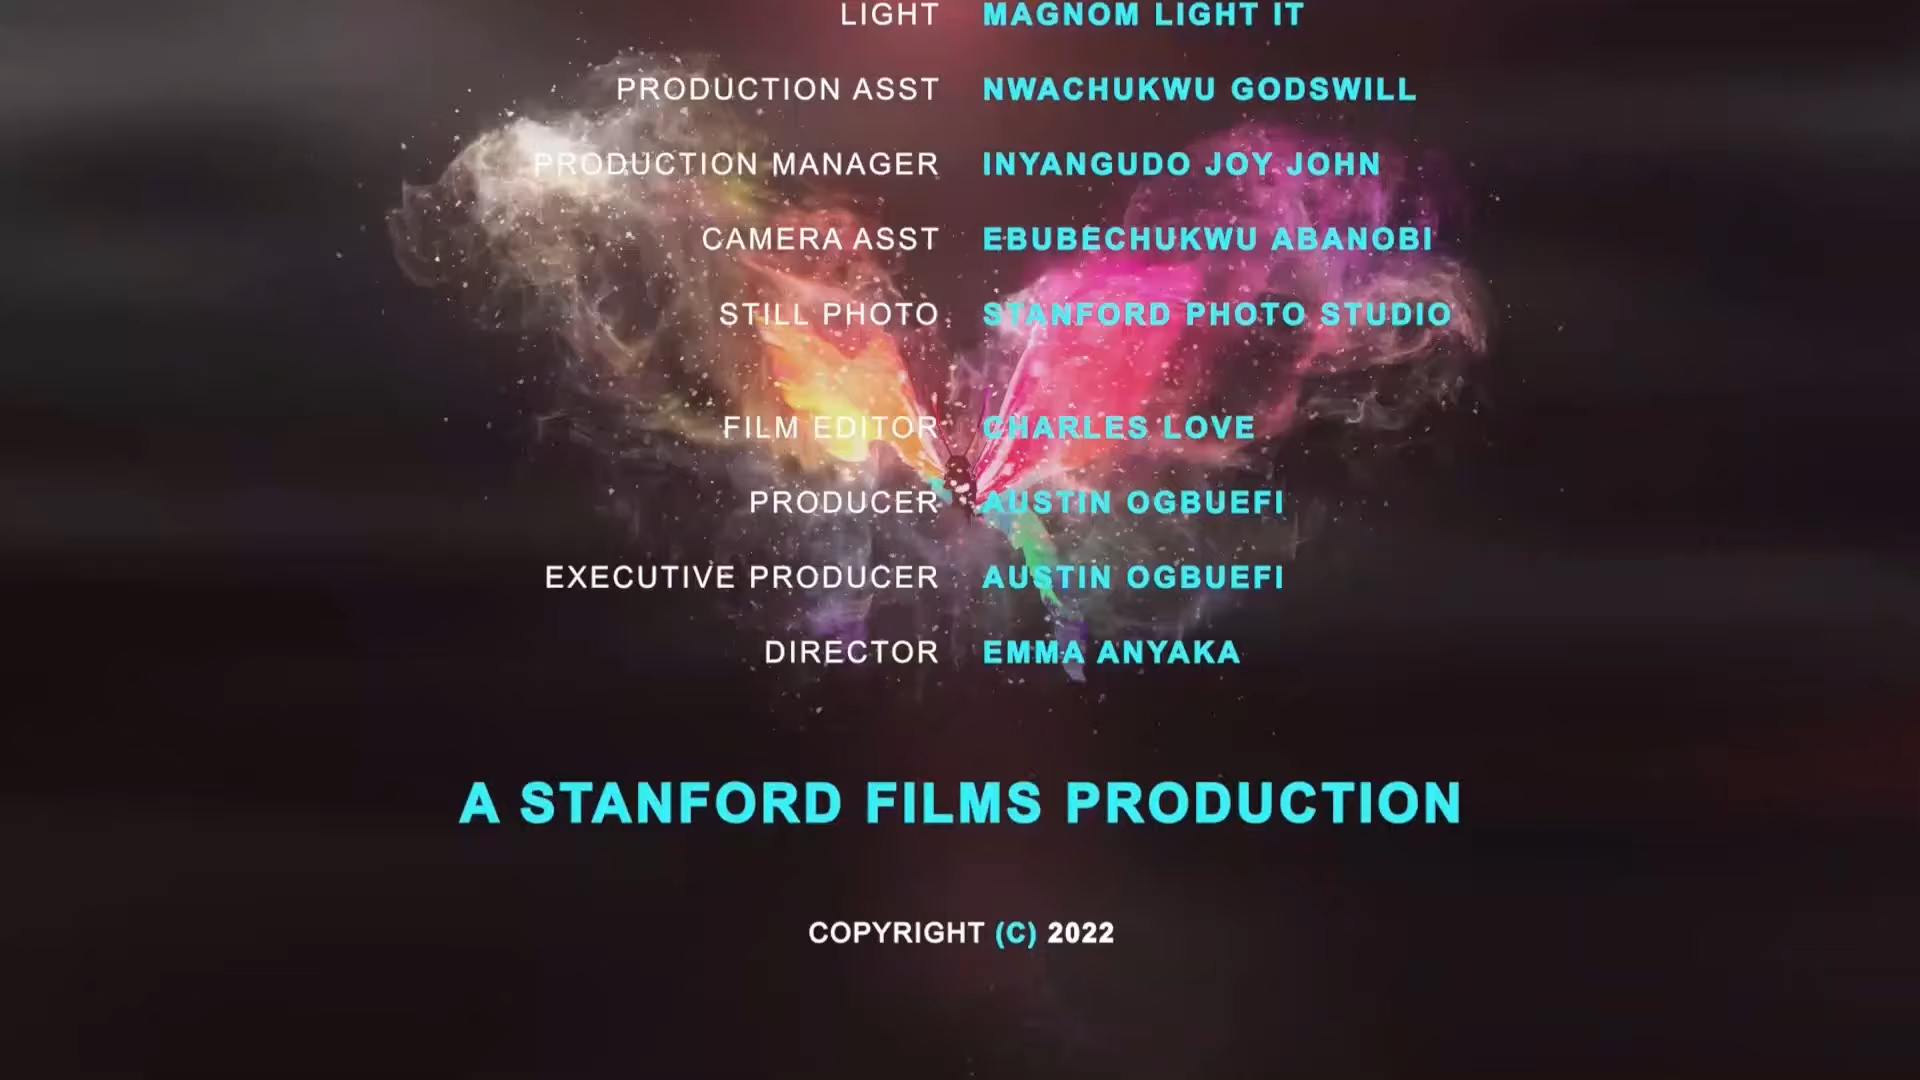 LIGHT MAGNOM LIGHT IT
PRODUCTION ASST NWACHUKWU GODSWILL
PRODUCTION MANAGER INYANGUDO JOY JOHN
CAMERA ASST EBUBECHUKWU ABANOBI
STILL PHOTO STANFORD PHOTO STUDIO
FILM EDITOR CHARLES LOVE
PRODUCER AUSTIN OGBUEFI
EXECUTIVE PRODUCER AUSTIN OGBUEFI
DIRECTOR EMMA ANYAKA
A STANFORD FILMS PRODUCTION
COPYRIGHT (C) 2022